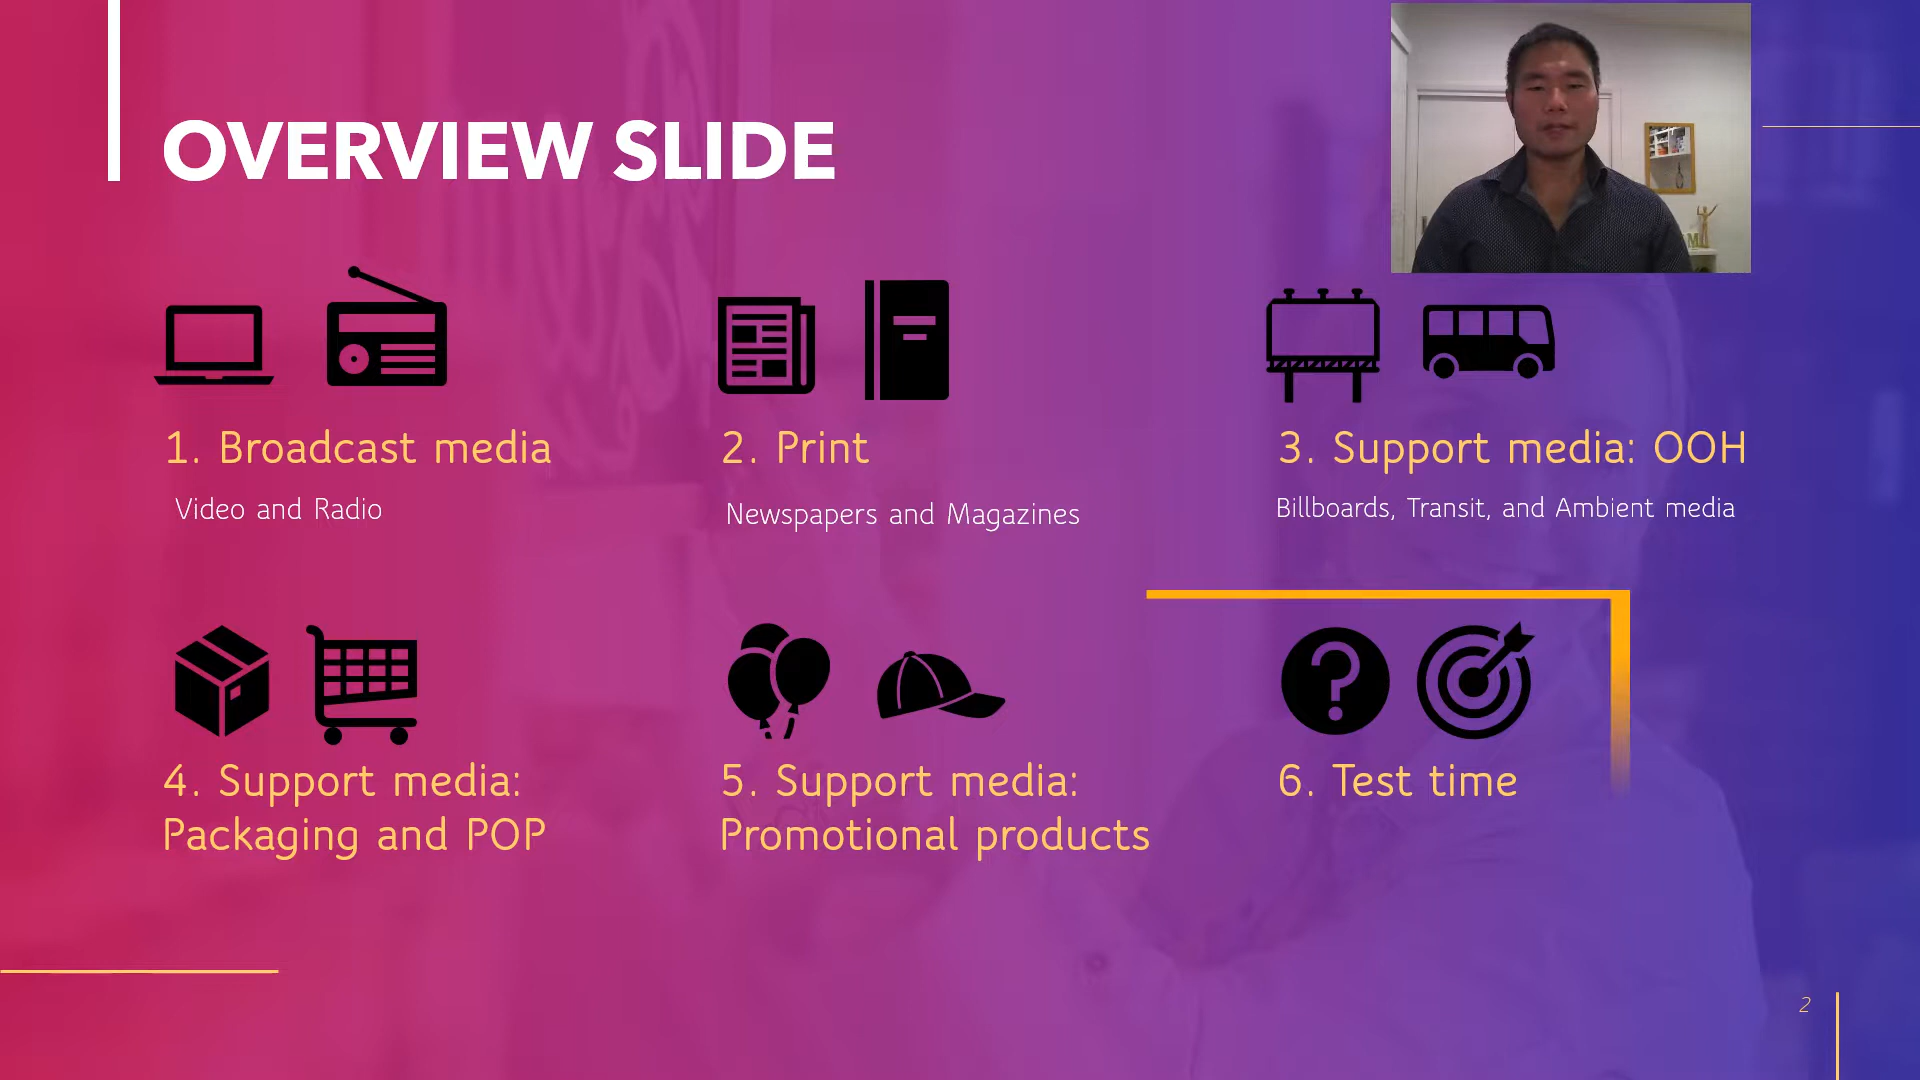 OVERVIEW SLIDE
1. Broadcast media
Video and Radio
2. Print
Newspapers and Magazines
3. Support media: OOH
Billboards, Transit, and Ambient media
4. Support media:
Packaging and POP
5. Support media:
Promotional products
6. Test time
2